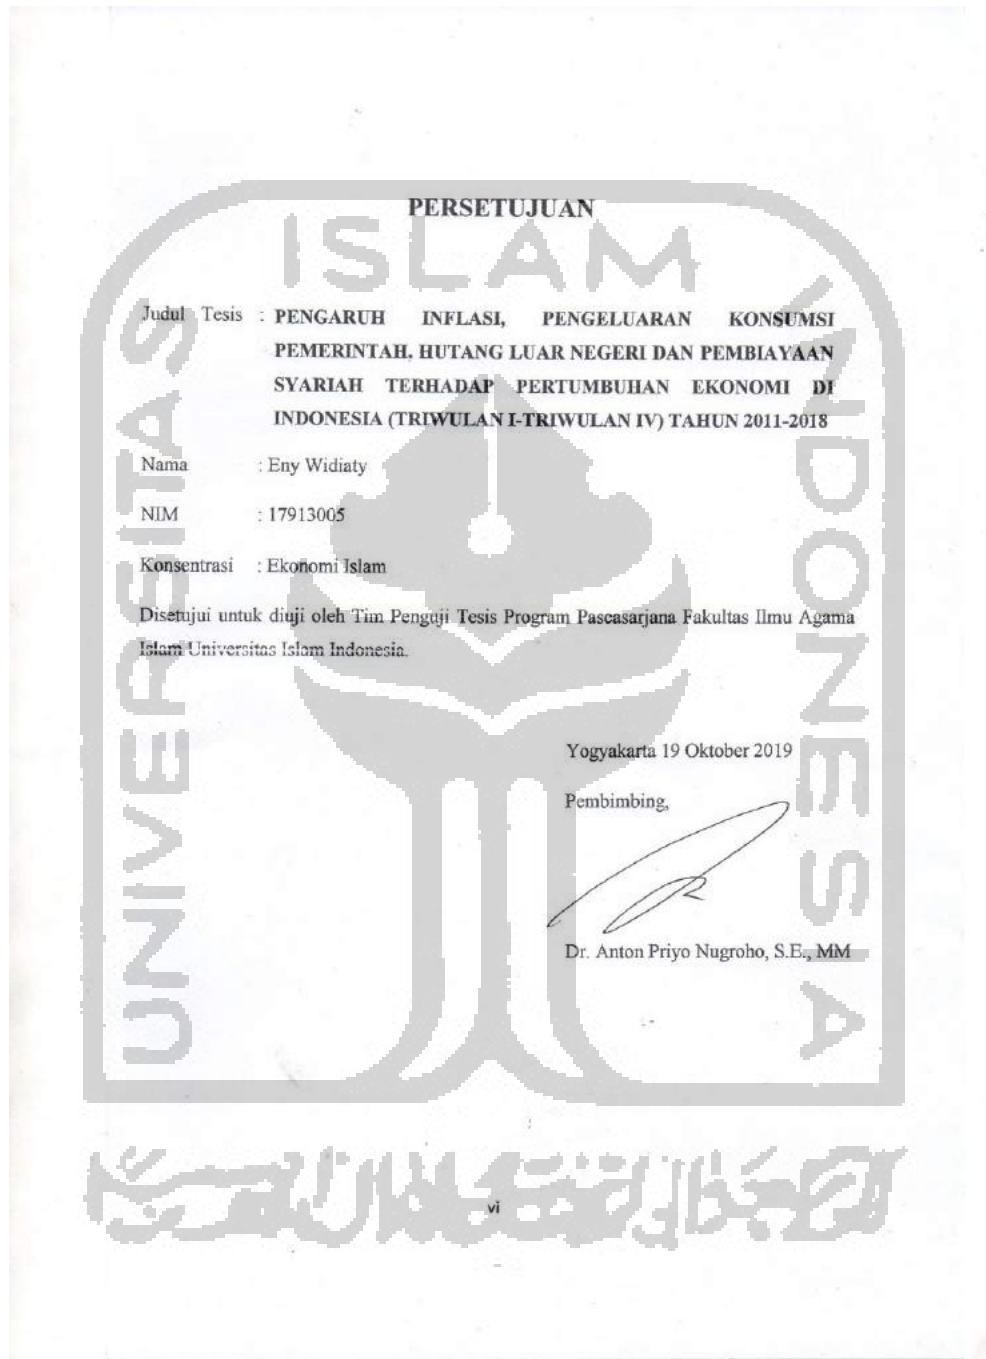 PERSETUJUAN
Judul Tesis : PENGARUH INFLASI, PENGELUARAN KONSUMSI
PEMERINTAH, HUTANG LUAR NEGERI DAN PEMBIAYAAN
SYARIAH TERHADAP PERTUMBUHAN EKONOMI DI
INDONESIA (TRIWULAN I-TRIWULAN IV) TAHUN 2011-2018
Nama : Eny Widiaty
NIM : 17913005
Konsentrasi : Ekonomi Islam
Disetujui untuk diuji oleh Tim Penguji Tesis Program Pascasarjana Fakultas Ilmu Agama
Islam Universitas Islam Indonesia.
Yogyakarta 19 Oktober 2019
Pembimbing,
Dr. Anton Priyo Nugroho, S.E., MM
vi
UNIVERSITAS
ISLAM
INDONESIA